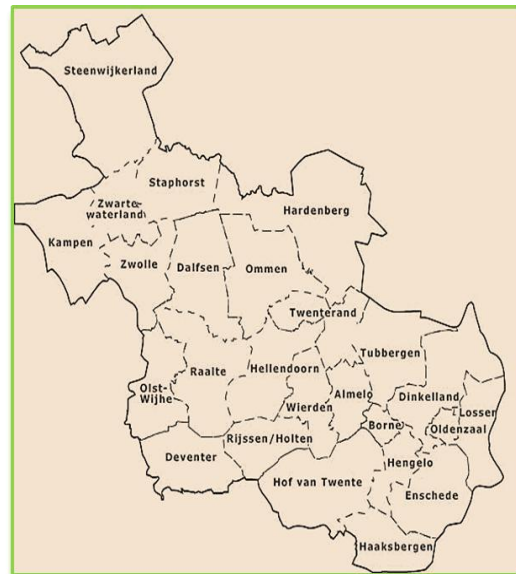 Steenwijkerland
Staphorst
Zwarte-
waterland
Hardenberg
Kampen
Zwolle
Dalfsen
Ommen
Twenterand
Tubbergen
Raalte
Hellendoorn
Olst-
Wijhe
Almelo
Dinkelland
Wierden
Losser
Borne
Oldenzaal
Rijssen/Holten
Deventer
Hengelo
Hof van Twente
Enschede
Haaksbergen